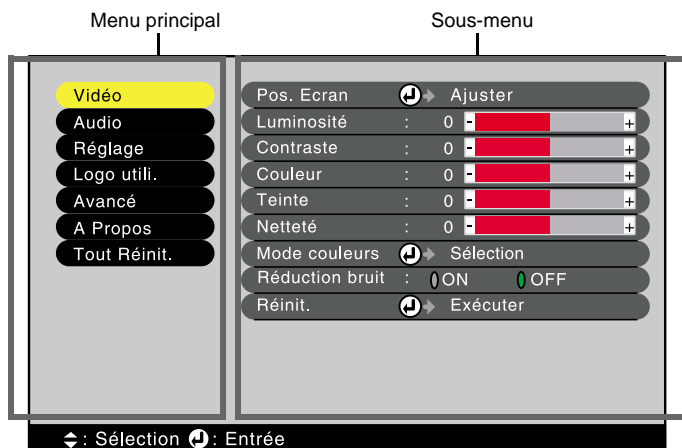 Menu principal
Sous-menu
Vidéo
Audio
Réglage
Logo utili.
Avancé
A Propos
Tout Réinit.
Pos. Ecran Ajuster
Luminosité : 0 - +
Contraste : 0 - +
Couleur : 0 - +
Teinte : 0 - +
Netteté : 0 - +
Mode couleurs Sélection
Réduction bruit : ON OFF
Réinit. Exécuter
: Sélection : Entrée